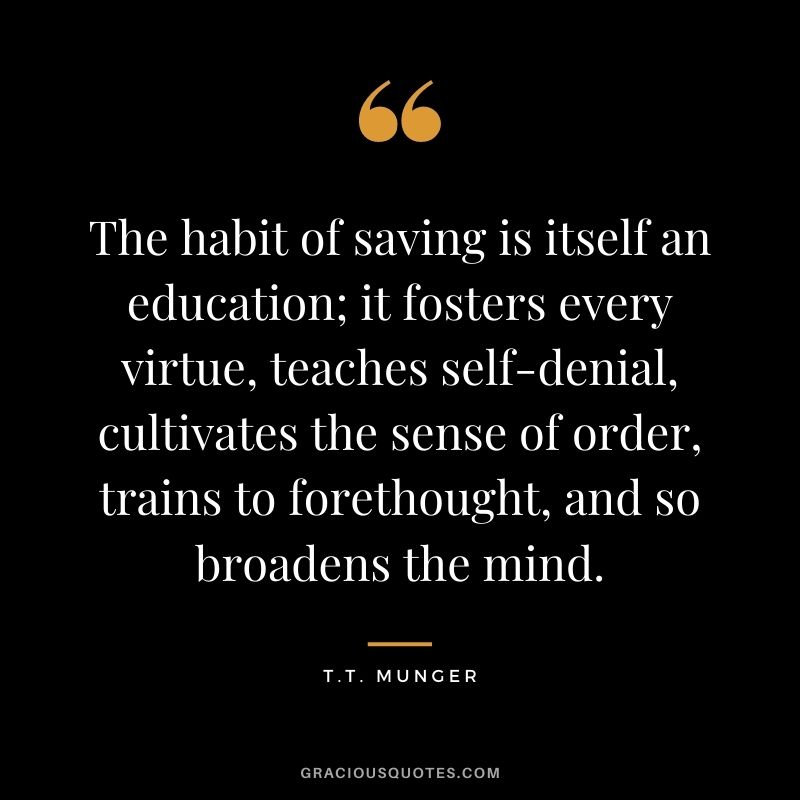 “
The habit of saving is itself an
education; it fosters every
virtue, teaches self-denial,
cultivates the sense of order,
trains to forethought, and so
broadens the mind.
T.T. MUNGER
GRACIOUSQUOTES.COM